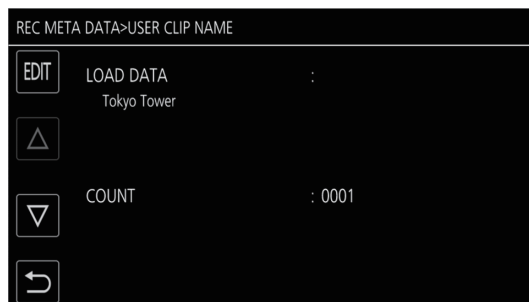 REC META DATA>USER CLIP NAME
EDIT
LOAD DATA :
Tokyo Tower
COUNT : 0001